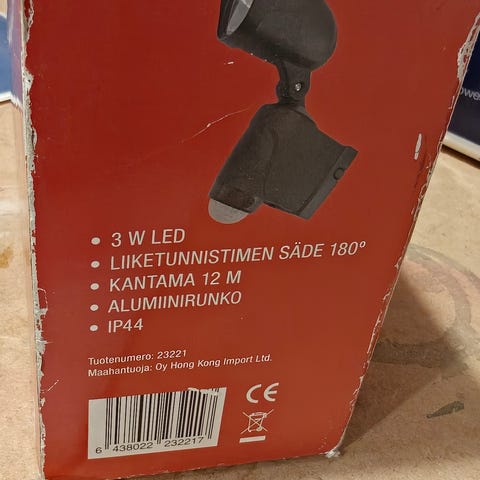 • 3 W LED
• LIIKETUNNISTIMEN SÄDE 180º
• KANTAMA 12 M
• ALUMIINIRUNKO
• IP44
Tuotenumero: 23221
Maahantuoja: Oy Hong Kong Import Ltd.
CE
6 438022 232217